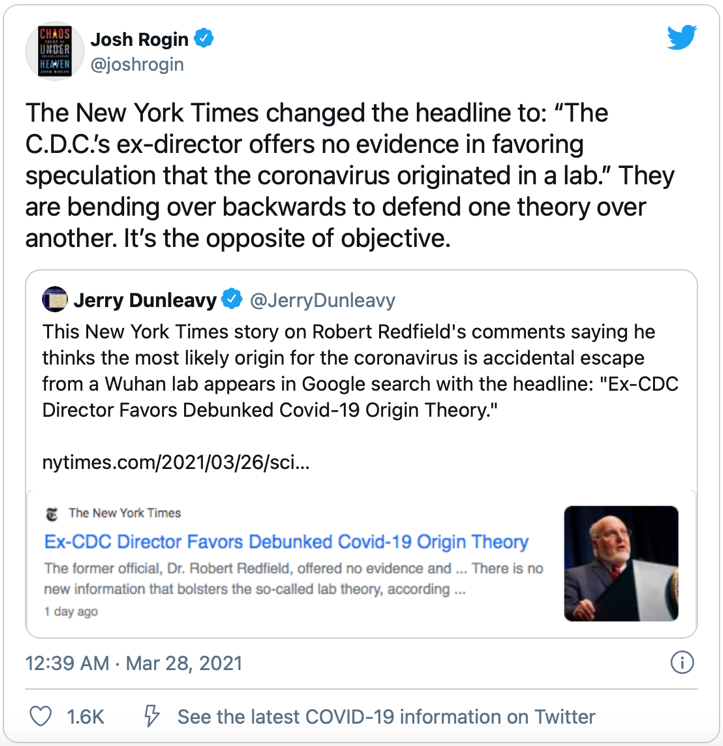 CHAOS
UNDER
HEAVEN
JOSH ROGIN
Josh Rogin
@joshrogin
The New York Times changed the headline to: “The
C.D.C.’s ex-director offers no evidence in favoring
speculation that the coronavirus originated in a lab.” They
are bending over backwards to defend one theory over
another. It’s the opposite of objective.
Jerry Dunleavy @JerryDunleavy
This New York Times story on Robert Redfield's comments saying he
thinks the most likely origin for the coronavirus is accidental escape
from a Wuhan lab appears in Google search with the headline: "Ex-CDC
Director Favors Debunked Covid-19 Origin Theory."
nytimes.com/2021/03/26/sci...
The New York Times
Ex-CDC Director Favors Debunked Covid-19 Origin Theory
The former official, Dr. Robert Redfield, offered no evidence and ... There is no
new information that bolsters the so-called lab theory, according ...
1 day ago
12:39 AM · Mar 28, 2021
1.6K
See the latest COVID-19 information on Twitter